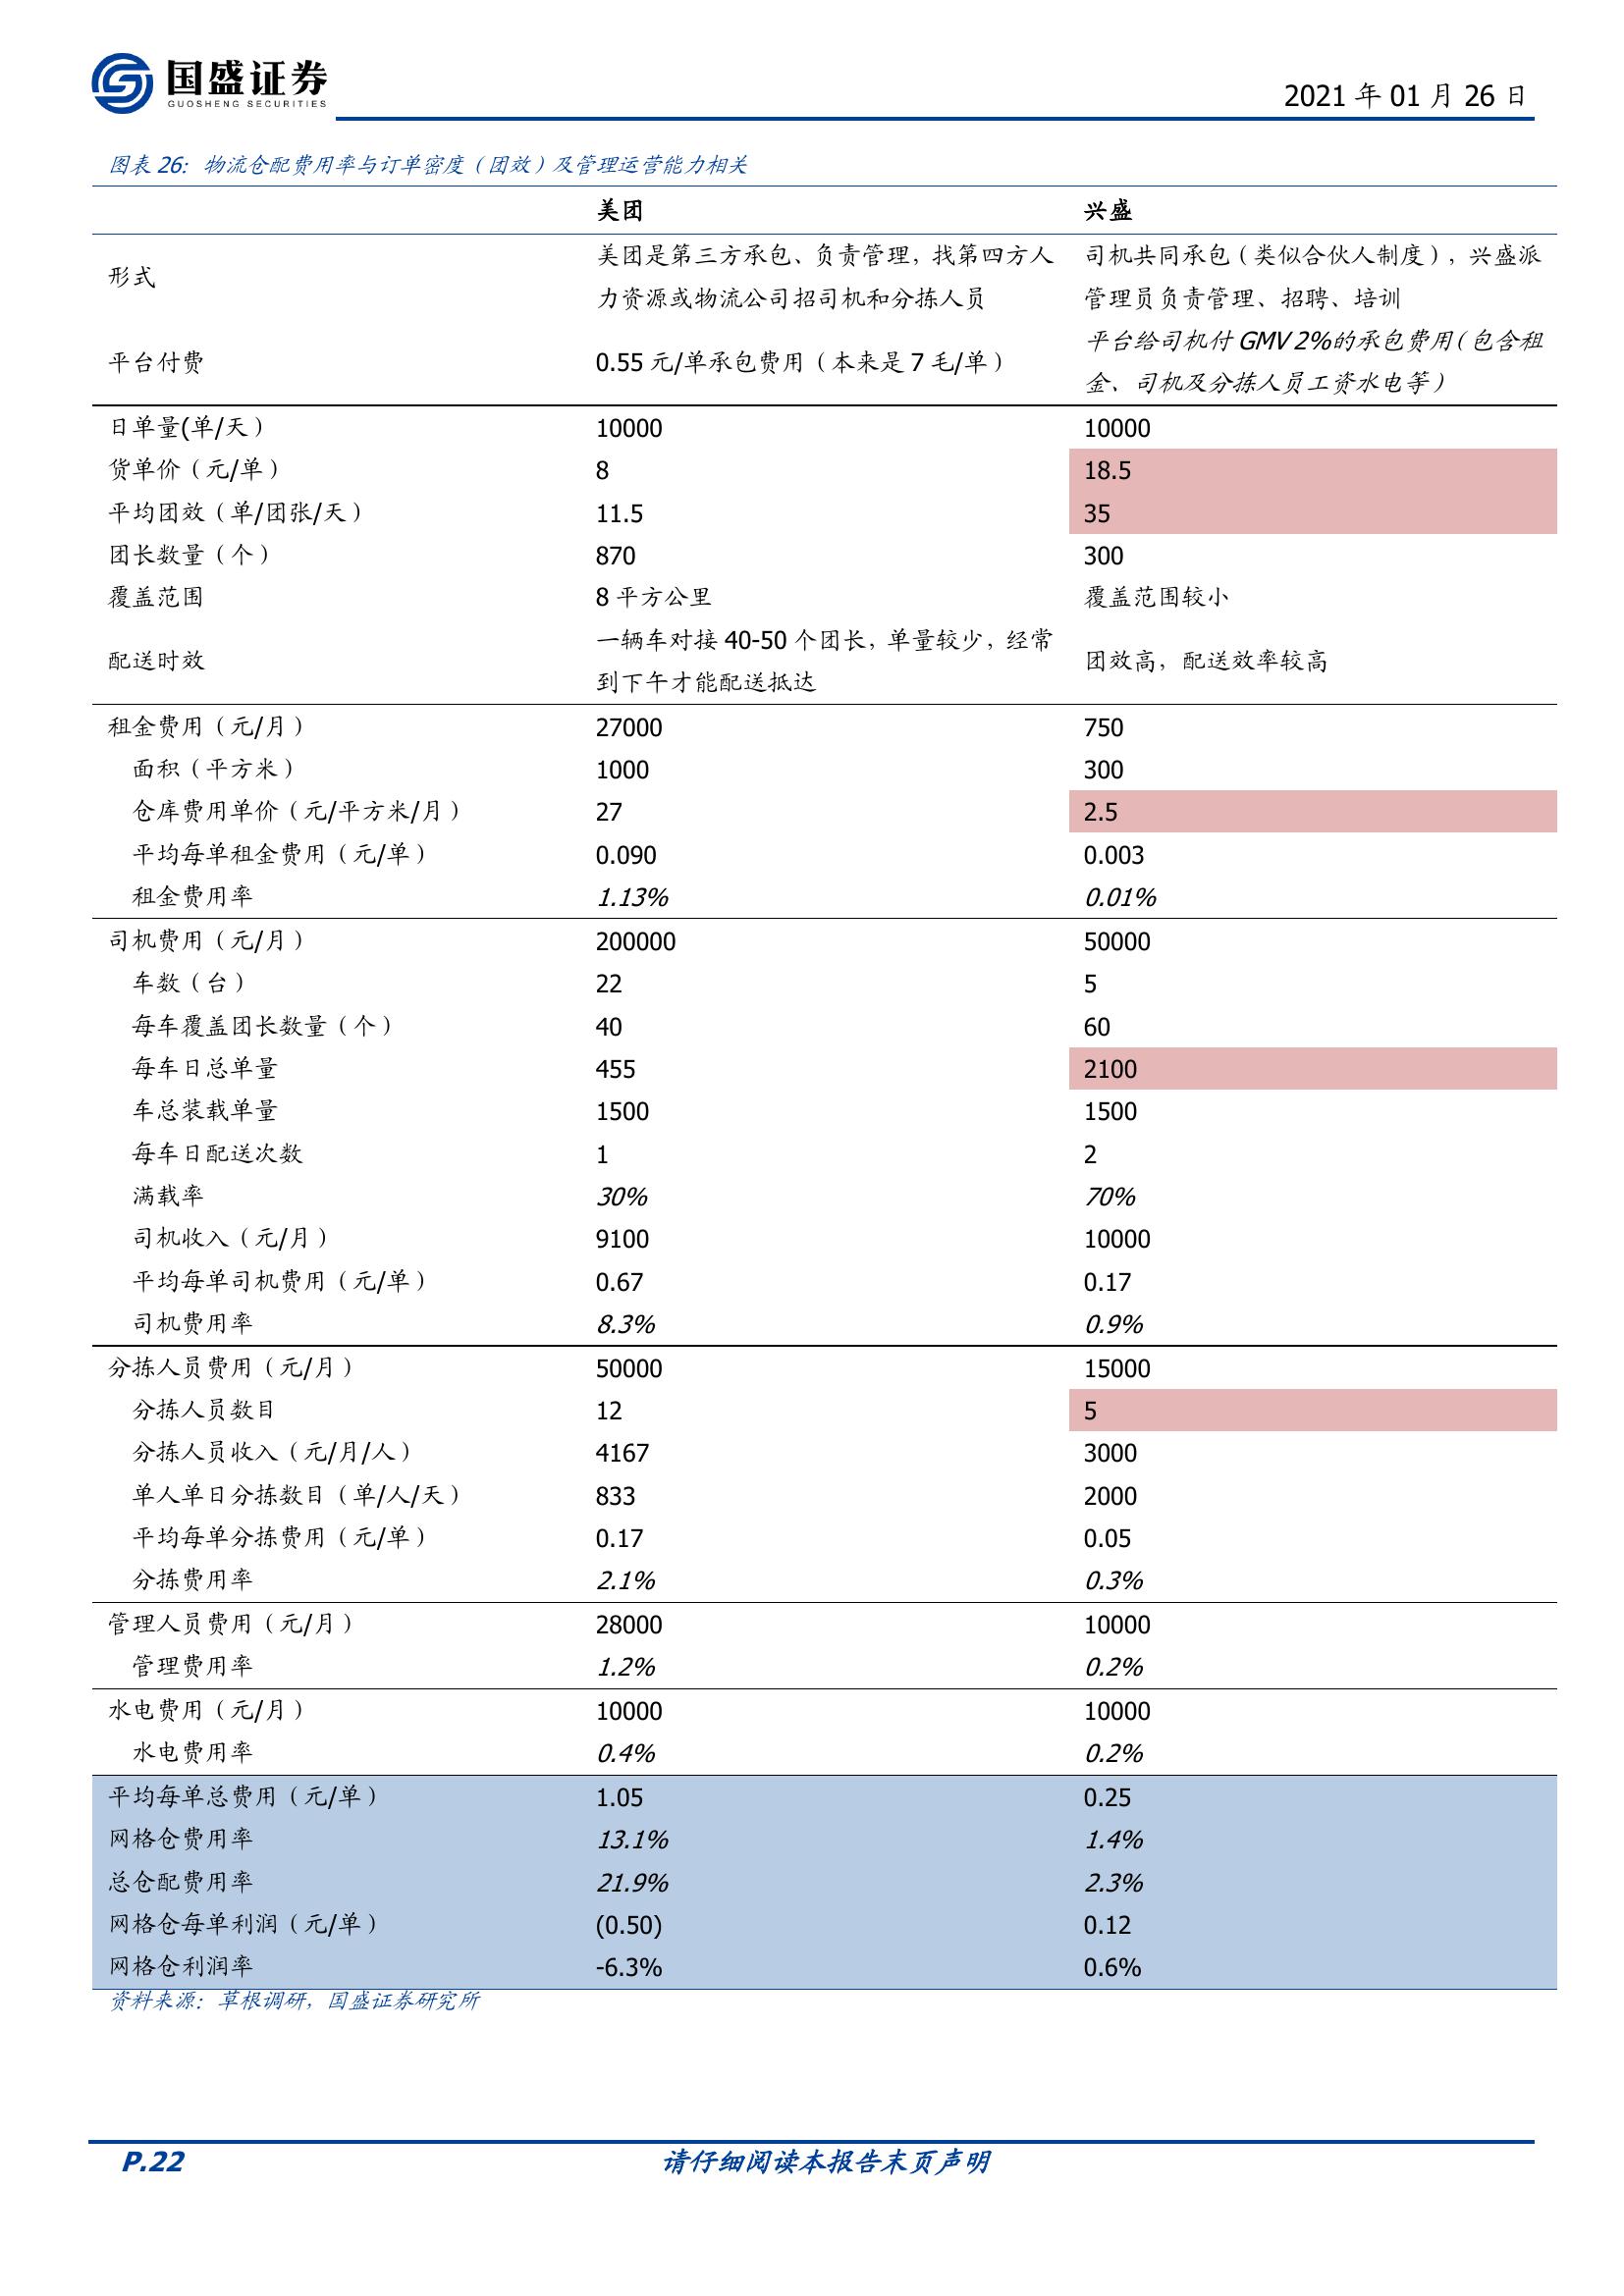 国盛证券
GUOSHENG SECURITIES
2021 年 01 月 26 日
图表 26：物流仓配费用率与订单密度（团效）及管理运营能力相关
美团 兴盛
形式 美团是第三方承包、负责管理，找第四方人力资源或物流公司招司机和分拣人员 司机共同承包（类似合伙人制度），兴盛派管理员负责管理、招聘、培训
平台付费 0.55 元/单承包费用（本来是 7 毛/单） 平台给司机付 GMV 2%的承包费用（包含租金、司机及分拣人员工资水电等）
日单量(单/天） 10000 10000
货单价（元/单） 8 18.5
平均团效（单/团张/天） 11.5 35
团长数量（个） 870 300
覆盖范围 8 平方公里 覆盖范围较小
配送时效 一辆车对接 40-50 个团长，单量较少，经常到下午才能配送抵达 团效高，配送效率较高
租金费用（元/月） 27000 750
面积（平方米） 1000 300
仓库费用单价（元/平方米/月） 27 2.5
平均每单租金费用（元/单） 0.090 0.003
租金费用率 1.13% 0.01%
司机费用（元/月） 200000 50000
车数（台） 22 5
每车覆盖团长数量（个） 40 60
每车日总单量 455 2100
车总装载单量 1500 1500
每车日配送次数 1 2
满载率 30% 70%
司机收入（元/月） 9100 10000
平均每单司机费用（元/单） 0.67 0.17
司机费用率 8.3% 0.9%
分拣人员费用（元/月） 50000 15000
分拣人员数目 12 5
分拣人员收入（元/月/人） 4167 3000
单人单日分拣数目（单/人/天） 833 2000
平均每单分拣费用（元/单） 0.17 0.05
分拣费用率 2.1% 0.3%
管理人员费用（元/月） 28000 10000
管理费用率 1.2% 0.2%
水电费用（元/月） 10000 10000
水电费用率 0.4% 0.2%
平均每单总费用（元/单） 1.05 0.25
网格仓费用率 13.1% 1.4%
总仓配费用率 21.9% 2.3%
网格仓每单利润（元/单） (0.50) 0.12
网格仓利润率 -6.3% 0.6%
资料来源：草根调研，国盛证券研究所
P.22 请仔细阅读本报告末页声明